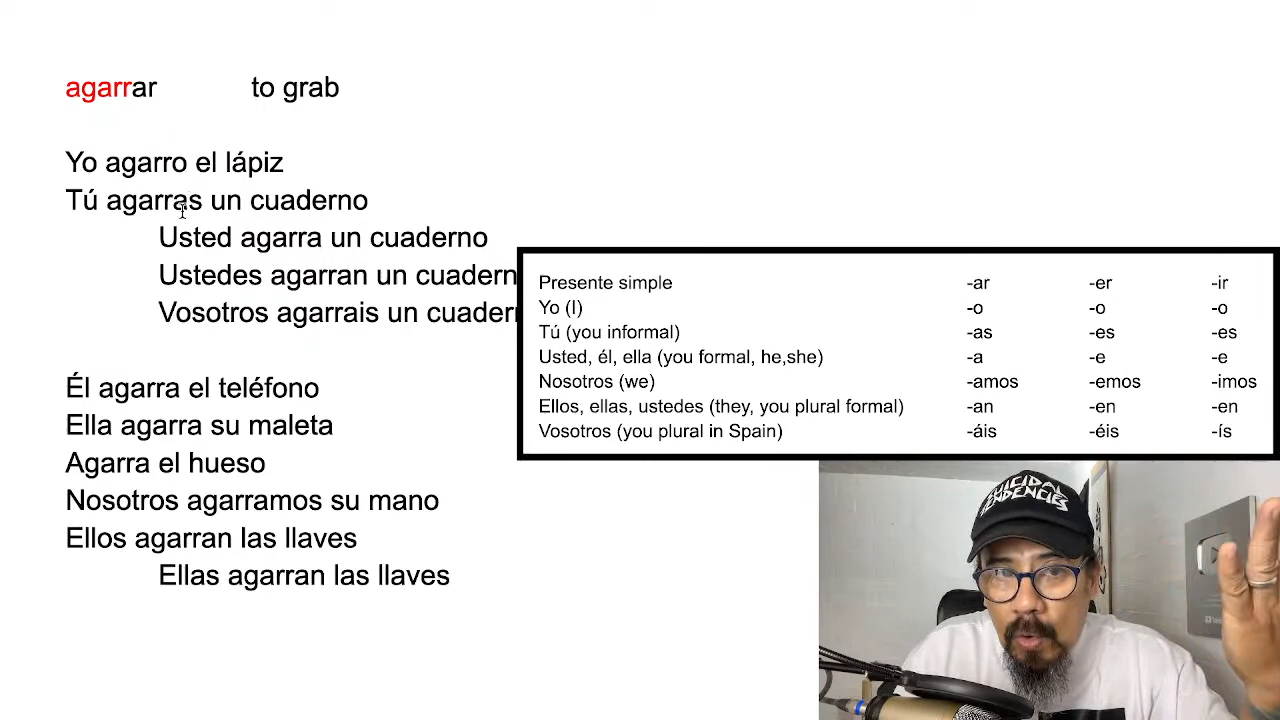 agarrar to grab
Yo agarro el lápiz
Tú agarras un cuaderno
Usted agarra un cuaderno
Ustedes agarran un cuadern
Vosotros agarrais un cuader
Él agarra el teléfono
Ella agarra su maleta
Agarra el hueso
Nosotros agarramos su mano
Ellos agarran las llaves
Ellas agarran las llaves
Presente simple -ar -er -ir
Yo (I) -o -o -o
Tú (you informal) -as -es -es
Usted, él, ella (you formal, he,she) -a -e -e
Nosotros (we) -amos -emos -imos
Ellos, ellas, ustedes (they, you plural formal) -an -en -en
Vosotros (you plural in Spain) -áis -éis -ís
SUICIDAL
TENDENCIES